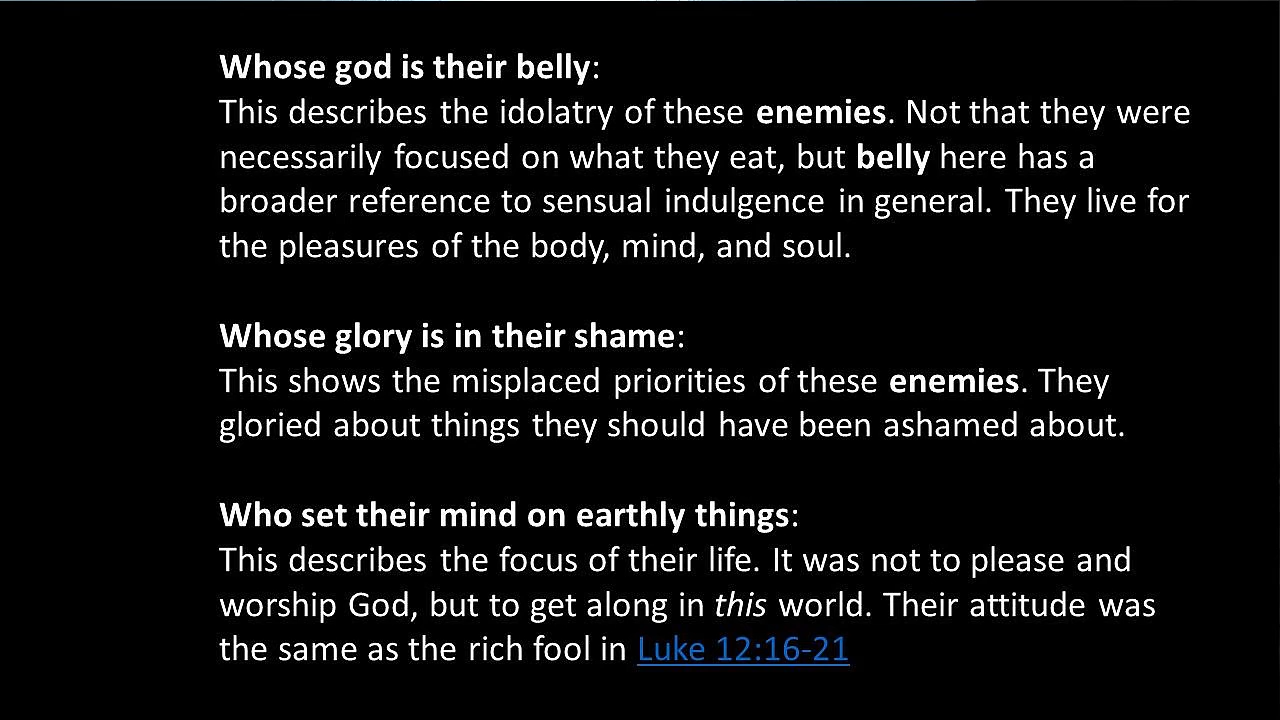 Whose god is their belly:
This describes the idolatry of these enemies. Not that they were
necessarily focused on what they eat, but belly here has a
broader reference to sensual indulgence in general. They live for
the pleasures of the body, mind, and soul.
Whose glory is in their shame:
This shows the misplaced priorities of these enemies. They
gloried about things they should have been ashamed about.
Who set their mind on earthly things:
This describes the focus of their life. It was not to please and
worship God, but to get along in this world. Their attitude was
the same as the rich fool in Luke 12:16-21